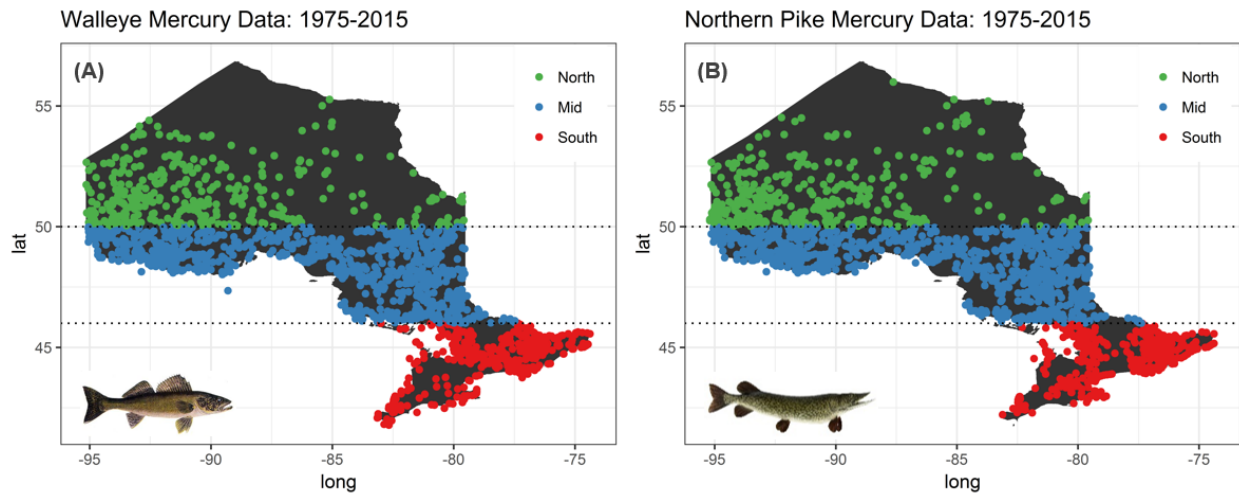 Walleye Mercury Data: 1975-2015
(A)
North
Mid
South
55
50
45
lat
-95
-90
-85
-80
-75
long
Northern Pike Mercury Data: 1975-2015
(B)
North
Mid
South
55
50
45
lat
-95
-90
-85
-80
-75
long